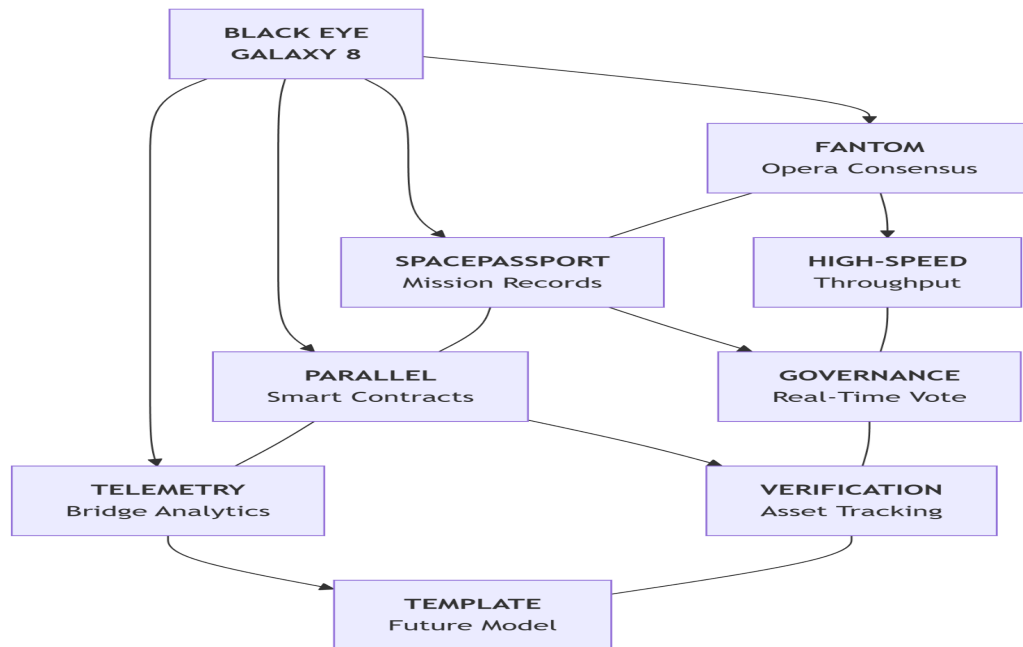 BLACK EYE
GALAXY 8
FANTOM
Opera Consensus
SPACEPASSPORT
Mission Records
HIGH-SPEED
Throughput
PARALLEL
Smart Contracts
GOVERNANCE
Real-Time Vote
TELEMETRY
Bridge Analytics
VERIFICATION
Asset Tracking
TEMPLATE
Future Model